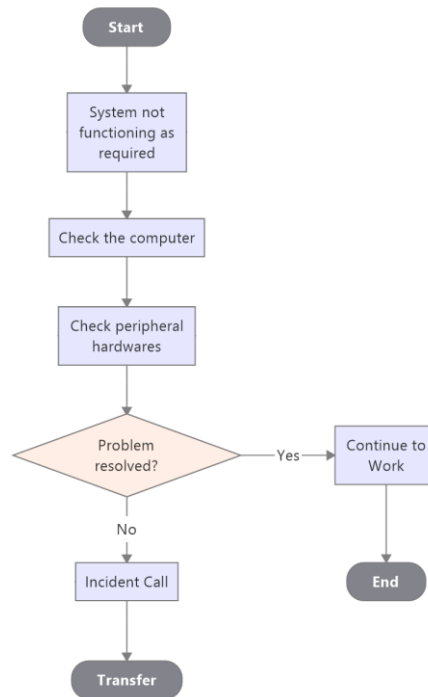 Start
System not
functioning as
required
Check the computer
Check peripheral
hardwares
Problem
resolved?
Yes
Continue to
Work
No
Incident Call
End
Transfer